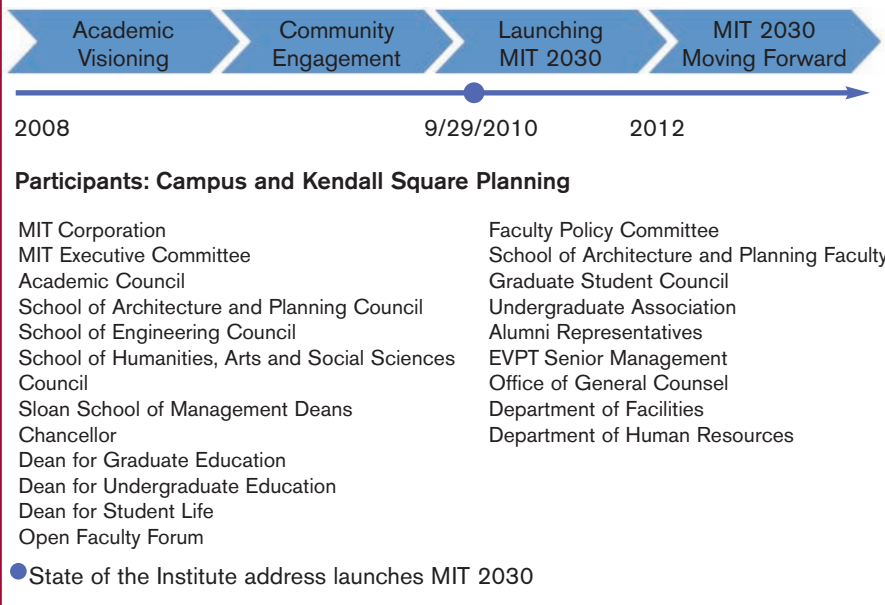 Academic
Visioning
Community
Engagement
Launching
MIT 2030
MIT 2030
Moving Forward
2008
9/29/2010
2012
Participants: Campus and Kendall Square Planning
MIT Corporation
MIT Executive Committee
Academic Council
School of Architecture and Planning Council
School of Engineering Council
School of Humanities, Arts and Social Sciences
Council
Sloan School of Management Deans
Chancellor
Dean for Graduate Education
Dean for Undergraduate Education
Dean for Student Life
Open Faculty Forum
Faculty Policy Committee
School of Architecture and Planning Faculty
Graduate Student Council
Undergraduate Association
Alumni Representatives
EVPT Senior Management
Office of General Counsel
Department of Facilities
Department of Human Resources
State of the Institute address launches MIT 2030